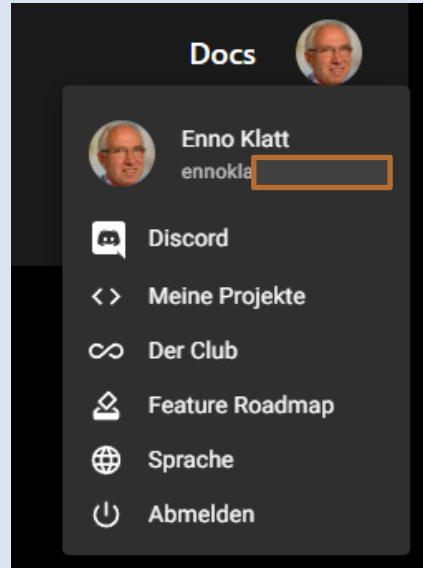 Docs
Enno Klatt
ennokla
Discord
Meine Projekte
Der Club
Feature Roadmap
Sprache
Abmelden